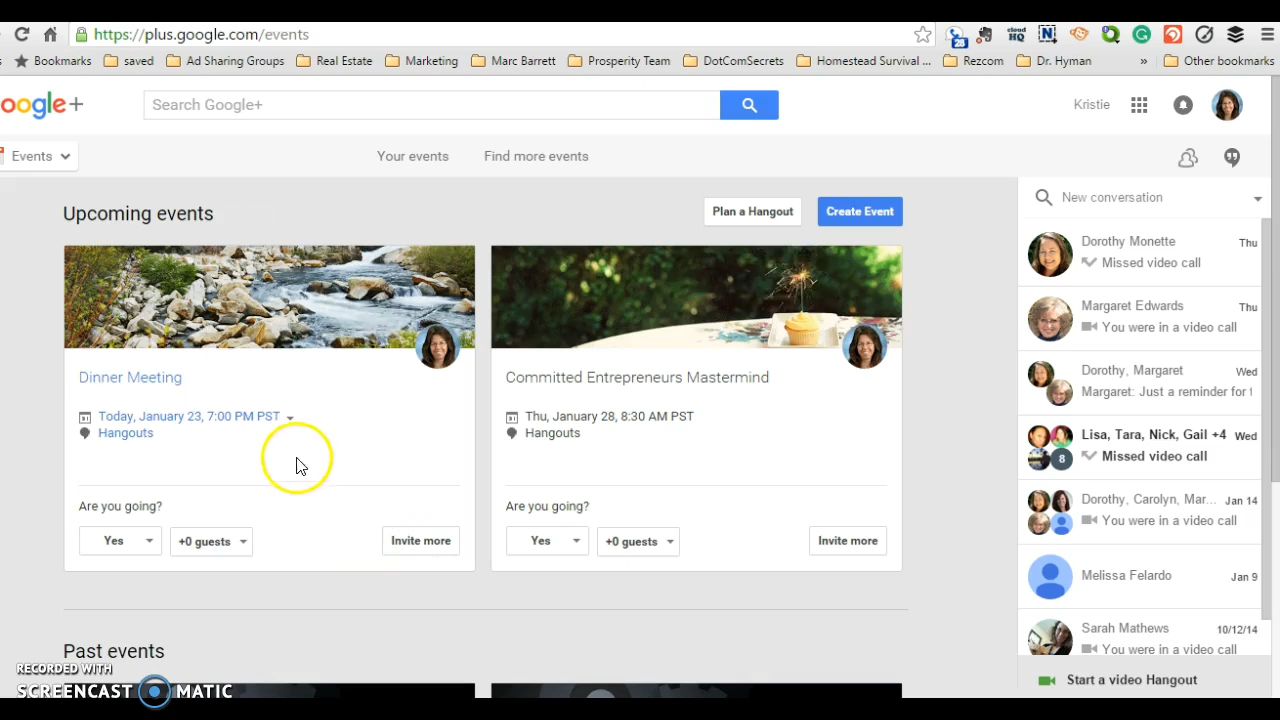 https://plus.google.com/events
28
cloud HQ
N
Bookmarks saved Ad Sharing Groups Real Estate Marketing Marc Barrett Prosperity Team DotComSecrets Homestead Survival ... Rezcom Dr. Hyman » Other bookmarks
oogle+
Search Google+
Kristie
Events
Your events
Find more events
Upcoming events
Plan a Hangout
Create Event
Dinner Meeting
Today, January 23, 7:00 PM PST
Hangouts
Are you going?
Yes
+0 guests
Invite more
Committed Entrepreneurs Mastermind
Thu, January 28, 8:30 AM PST
Hangouts
Are you going?
Yes
+0 guests
Invite more
Past events
New conversation
Dorothy Monette Thu
Missed video call
Margaret Edwards Thu
You were in a video call
Dorothy, Margaret Wed
Margaret: Just a reminder for t
Lisa, Tara, Nick, Gail +4 Wed
8
Missed video call
Dorothy, Carolyn, Mar... Jan 14
You were in a video call
Melissa Felardo Jan 9
Sarah Mathews 10/12/14
You were in a video call
Start a video Hangout
RECORDED WITH
SCREENCAST MATIC